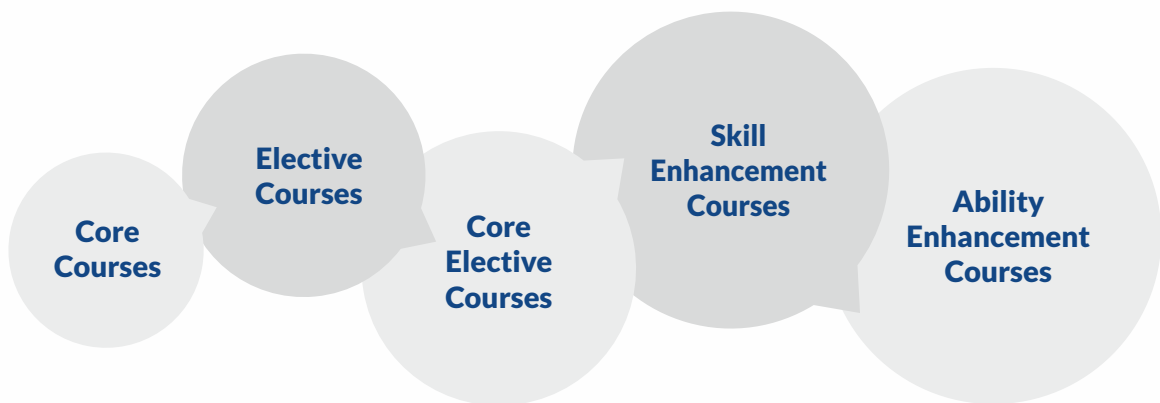 Core
Courses
Elective
Courses
Core
Elective
Courses
Skill
Enhancement
Courses
Ability
Enhancement
Courses